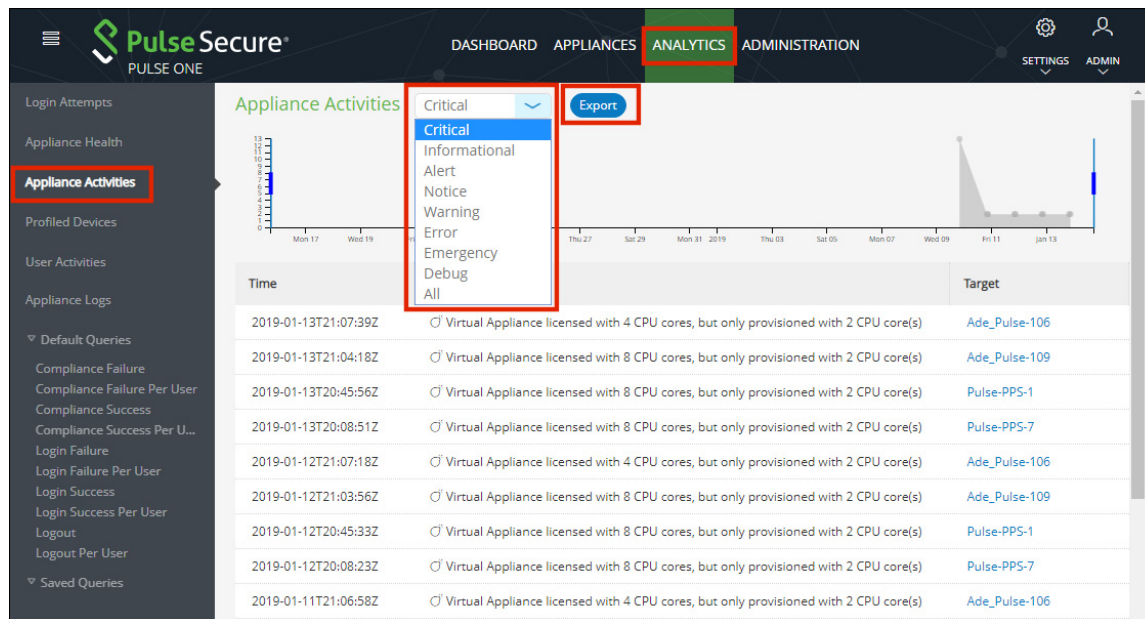 Pulse Secure®
PULSE ONE
DASHBOARD APPLIANCES ANALYTICS ADMINISTRATION
SETTINGS ADMIN
Login Attempts
Appliance Health
Appliance Activities
Profiled Devices
User Activities
Appliance Logs
Default Queries
Compliance Failure
Compliance Failure Per User
Compliance Success
Compliance Success Per U...
Login Failure
Login Failure Per User
Login Success
Login Success Per User
Logout
Logout Per User
Saved Queries
Appliance Activities Critical Export
Critical
Informational
Alert
Notice
Warning
Error
Emergency
Debug
All
13
12
11
10
9
8
7
6
5
4
3
2
1
0
Mon 17 Wed 19 Thu 27 Sat 29 Mon 31 2019 Thu 03 Sat 05 Mon 07 Wed 09 Fri 11 Jan 13
Time Target
2019-01-13T21:07:39Z Virtual Appliance licensed with 4 CPU cores, but only provisioned with 2 CPU core(s) Ade_Pulse-106
2019-01-13T21:04:18Z Virtual Appliance licensed with 8 CPU cores, but only provisioned with 2 CPU core(s) Ade_Pulse-109
2019-01-13T20:45:56Z Virtual Appliance licensed with 8 CPU cores, but only provisioned with 2 CPU core(s) Pulse-PPS-1
2019-01-13T20:08:51Z Virtual Appliance licensed with 8 CPU cores, but only provisioned with 2 CPU core(s) Pulse-PPS-7
2019-01-12T21:07:18Z Virtual Appliance licensed with 4 CPU cores, but only provisioned with 2 CPU core(s) Ade_Pulse-106
2019-01-12T21:03:56Z Virtual Appliance licensed with 8 CPU cores, but only provisioned with 2 CPU core(s) Ade_Pulse-109
2019-01-12T20:45:33Z Virtual Appliance licensed with 8 CPU cores, but only provisioned with 2 CPU core(s) Pulse-PPS-1
2019-01-12T20:08:23Z Virtual Appliance licensed with 8 CPU cores, but only provisioned with 2 CPU core(s) Pulse-PPS-7
2019-01-11T21:06:58Z Virtual Appliance licensed with 4 CPU cores, but only provisioned with 2 CPU core(s) Ade_Pulse-106